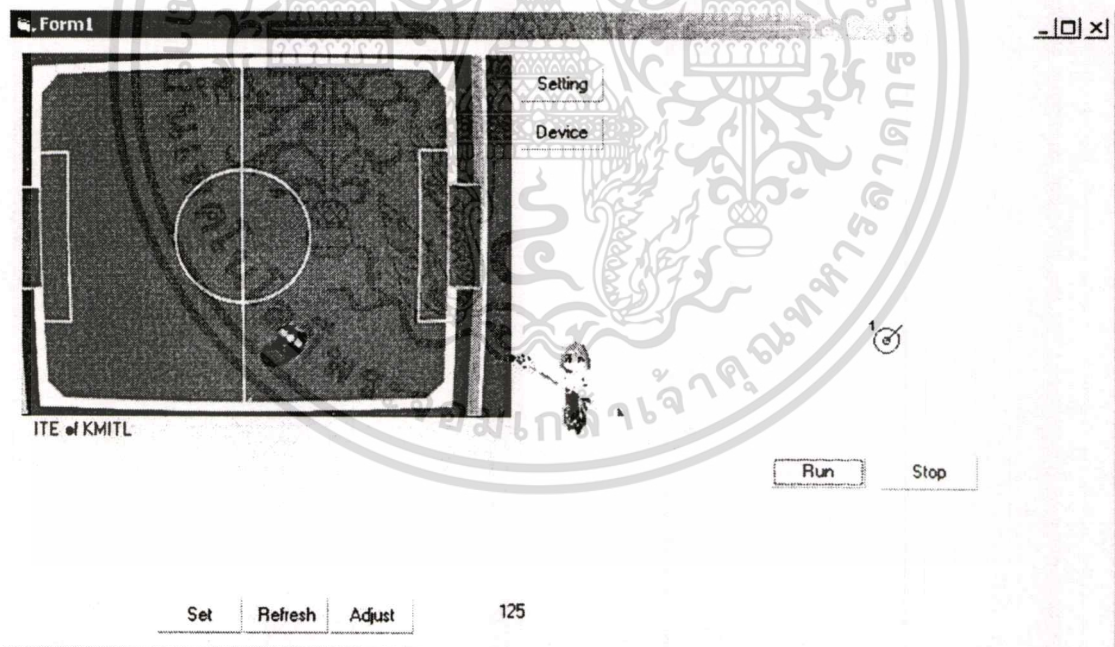 Form1
Setting
Device
1
ITE of KMITL
Run
Stop
Set
Refresh
Adjust
125